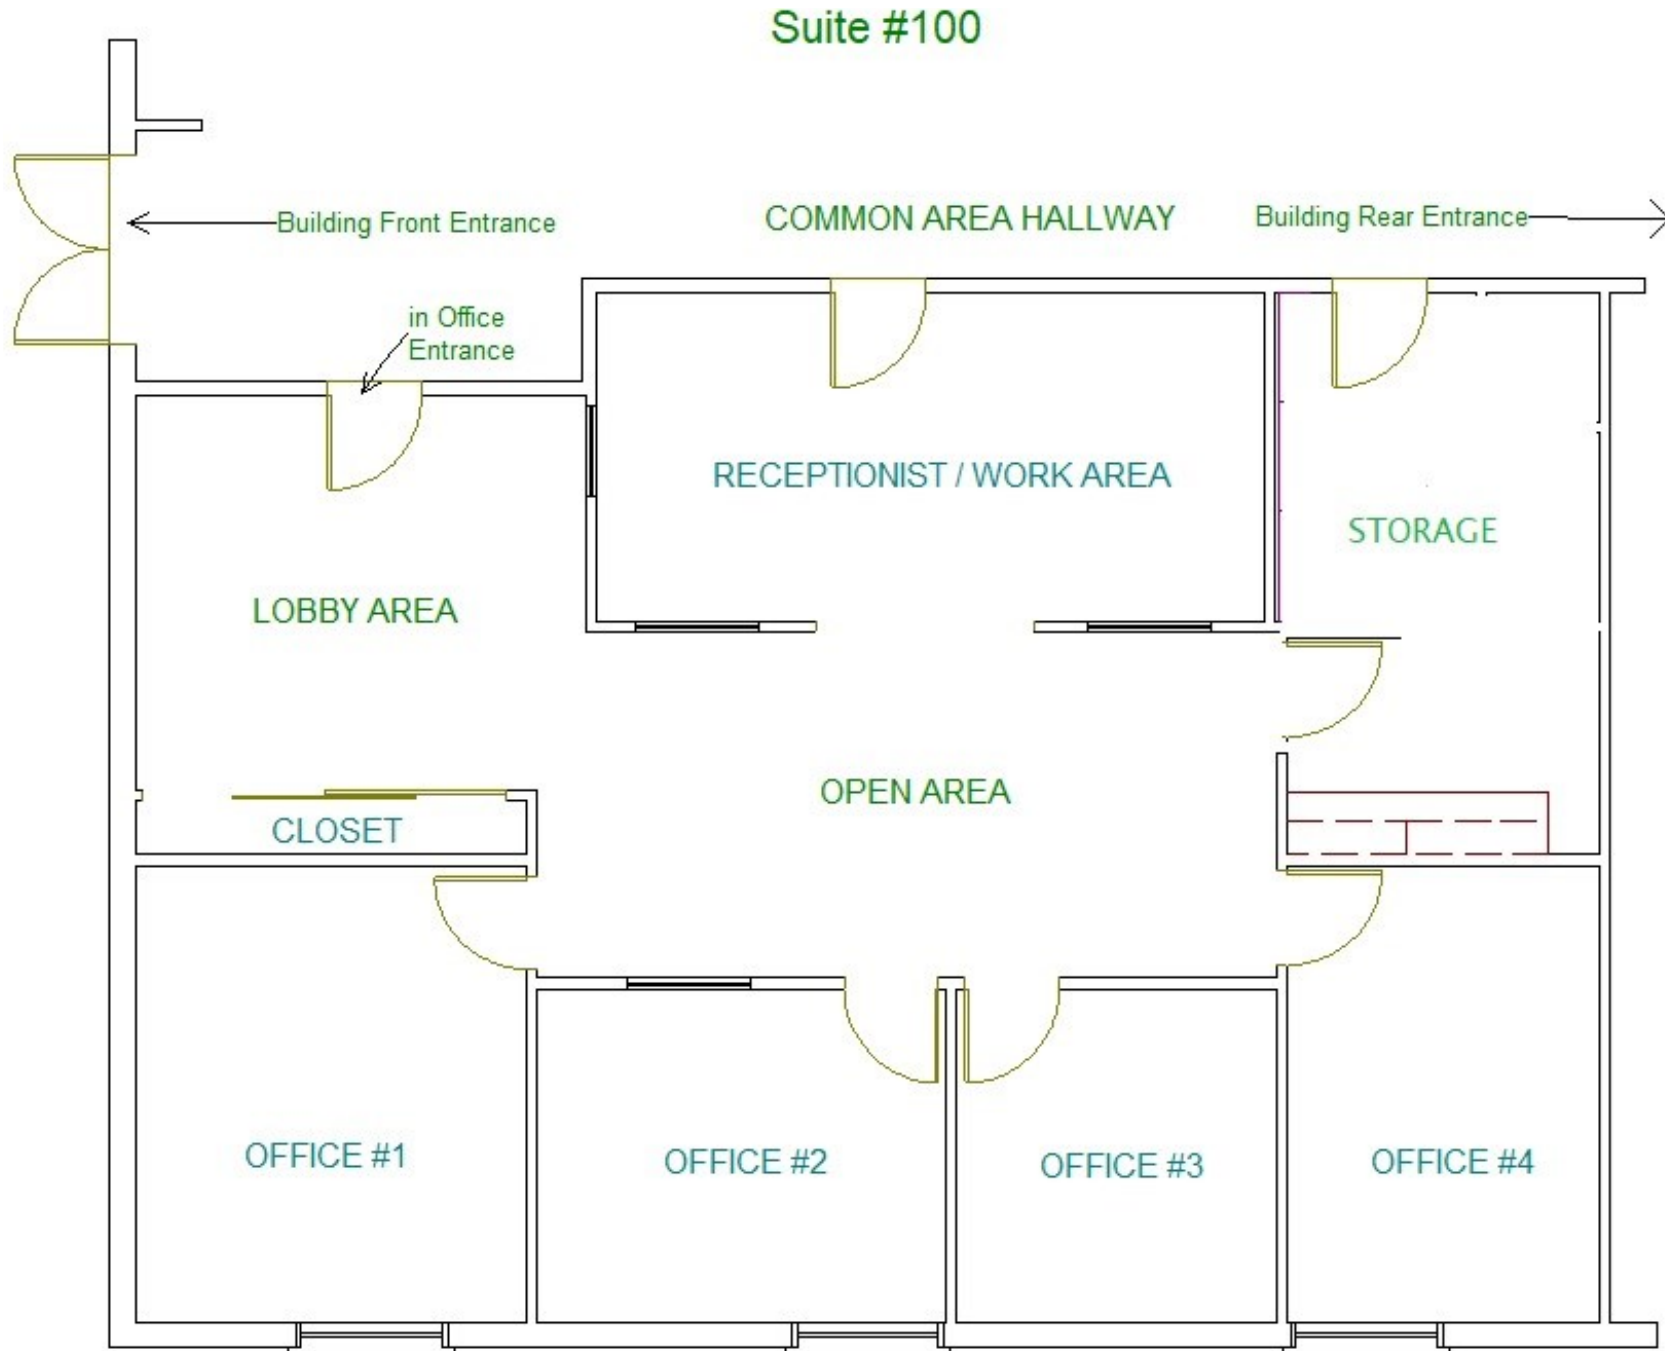 Suite #100
Building Front Entrance
COMMON AREA HALLWAY
Building Rear Entrance
in Office
Entrance
RECEPTIONIST / WORK AREA
STORAGE
LOBBY AREA
OPEN AREA
CLOSET
OFFICE #1
OFFICE #2
OFFICE #3
OFFICE #4